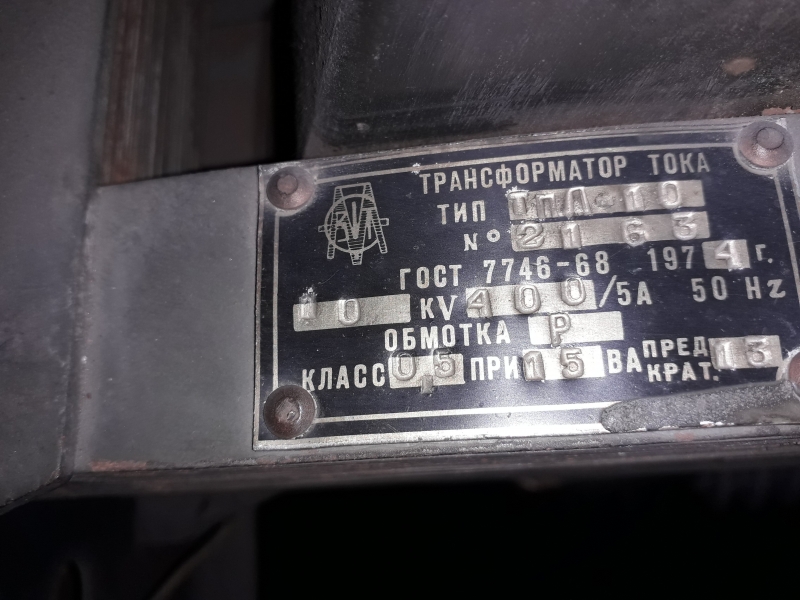 ТРАНСФОРМАТОР ТОКА
ТИП ТПЛ-10
№ 2163
ГОСТ 7746-68 1974 г.
10 KV 400/5A 50 Hz
ОБМОТКА Р
КЛАСС 0,5 ПРИ 15 ВА ПРЕД. КРАТ. 13